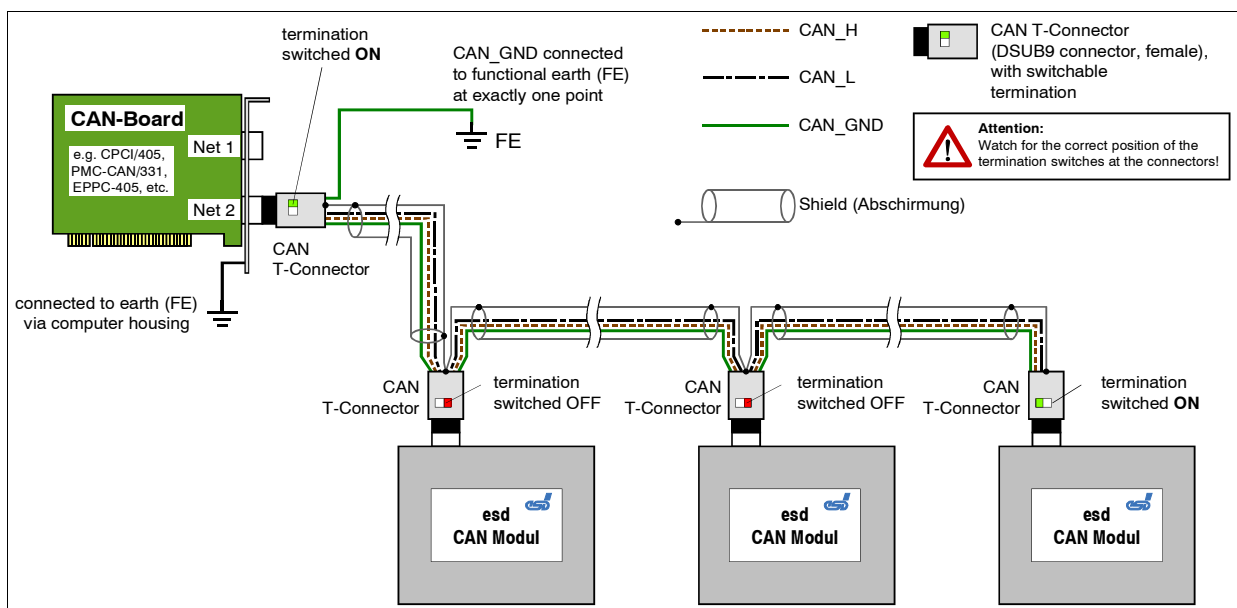 termination
switched ON
CAN_GND connected
to functional earth (FE)
at exactly one point
FE
CAN_H
CAN_L
CAN_GND
Shield (Abschirmung)
CAN T-Connector
(DSUB9 connector, female),
with switchable
termination
Attention:
Watch for the correct position of the
termination switches at the connectors!
CAN-Board
Net 1
e.g. CPCI/405,
PMC-CAN/331,
EPPC-405, etc.
Net 2
CAN
T-Connector
connected to earth (FE)
via computer housing
CAN
T-Connector
termination
switched OFF
CAN
T-Connector
termination
switched OFF
CAN
T-Connector
termination
switched ON
esd
esd
CAN Modul
esd
esd
CAN Modul
esd
esd
CAN Modul